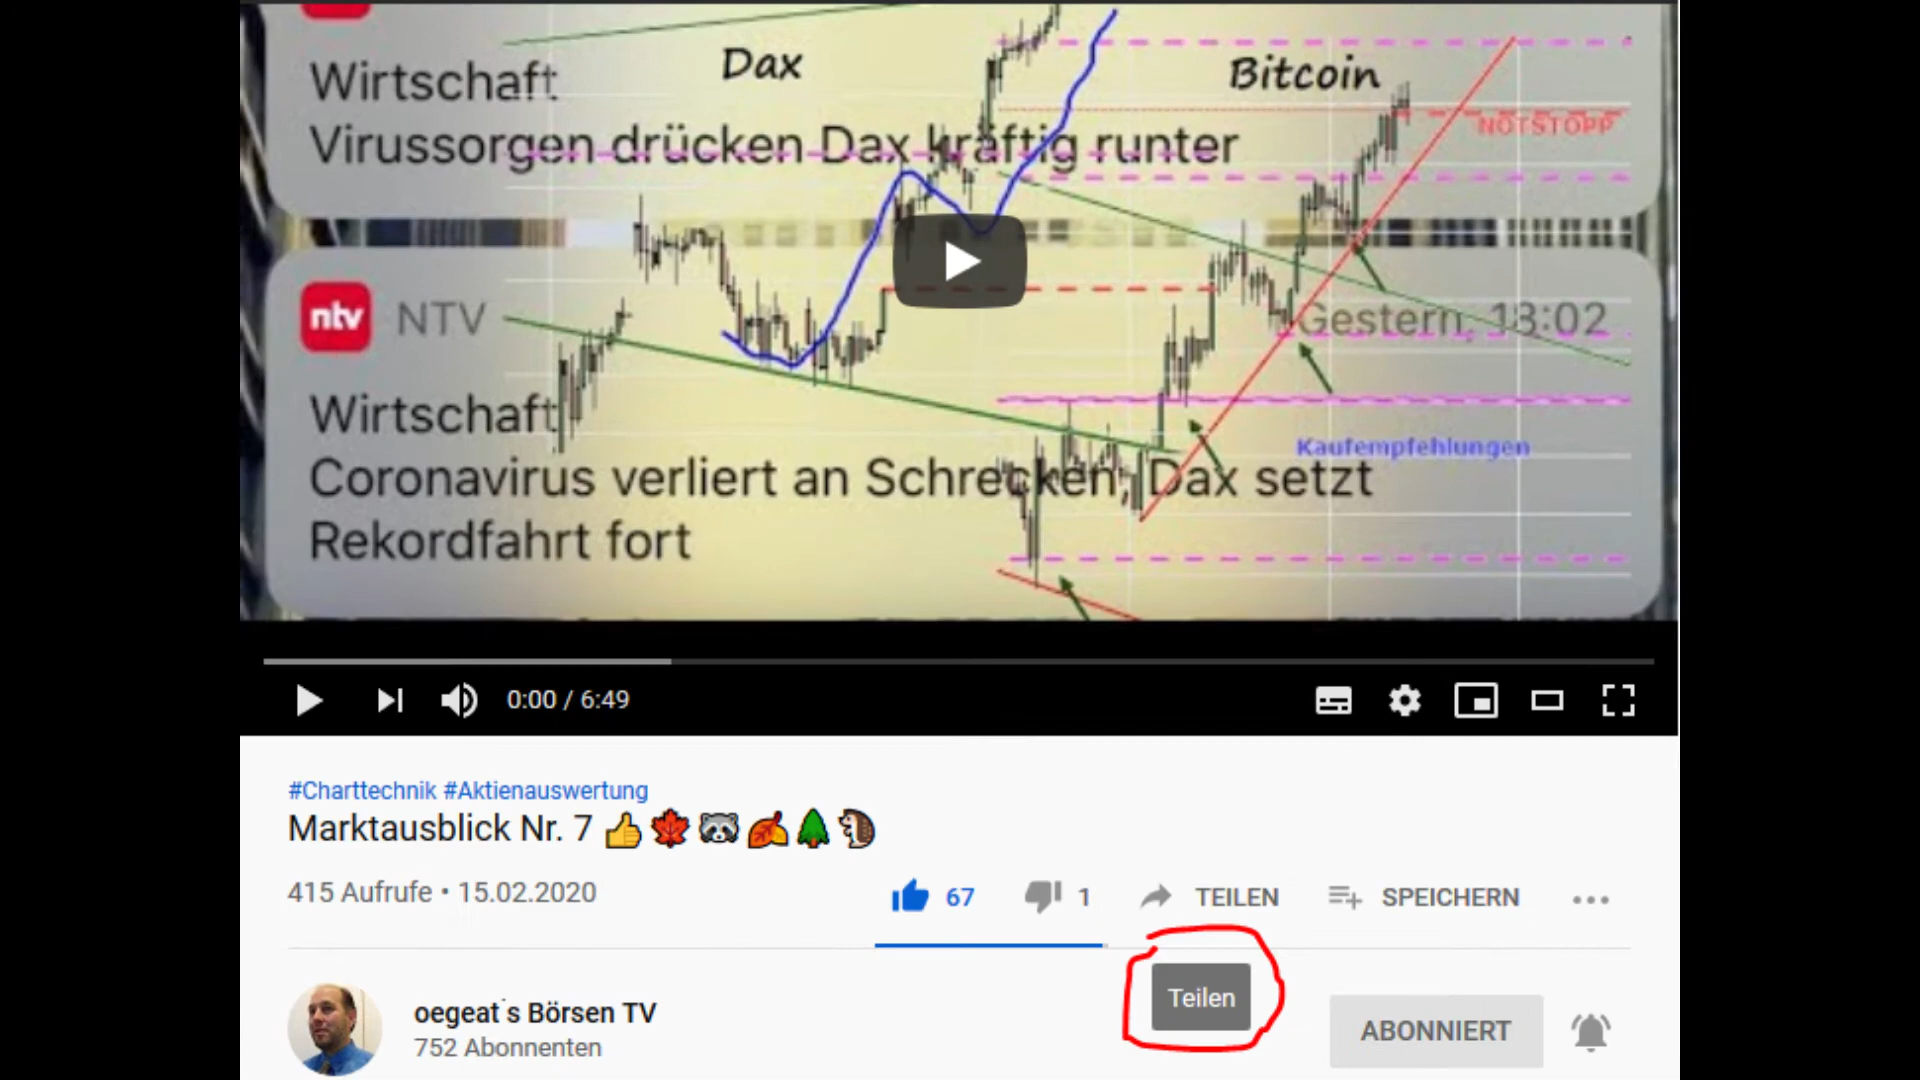 Dax
Bitcoin
Wirtschaft
Virussorgen drücken Dax kräftig runter
NOTSTOPP
ntv NTV
Gestern, 13:02
Wirtschaft
Kaufempfehlungen
Coronavirus verliert an Schrecken, Dax setzt
Rekordfahrt fort
0:00 / 6:49
#Charttechnik #Aktienauswertung
Marktausblick Nr. 7 👍🍁🦝🍂🌲🦔
415 Aufrufe • 15.02.2020
67
1
TEILEN
SPEICHERN
Teilen
oegeat´s Börsen TV
752 Abonnenten
ABONNIERT